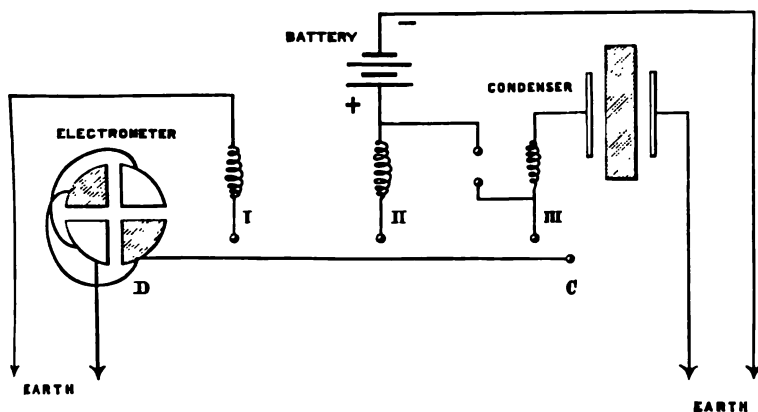 BATTERY
−
+
CONDENSER
ELECTROMETER
I
II
III
D
C
EARTH
EARTH